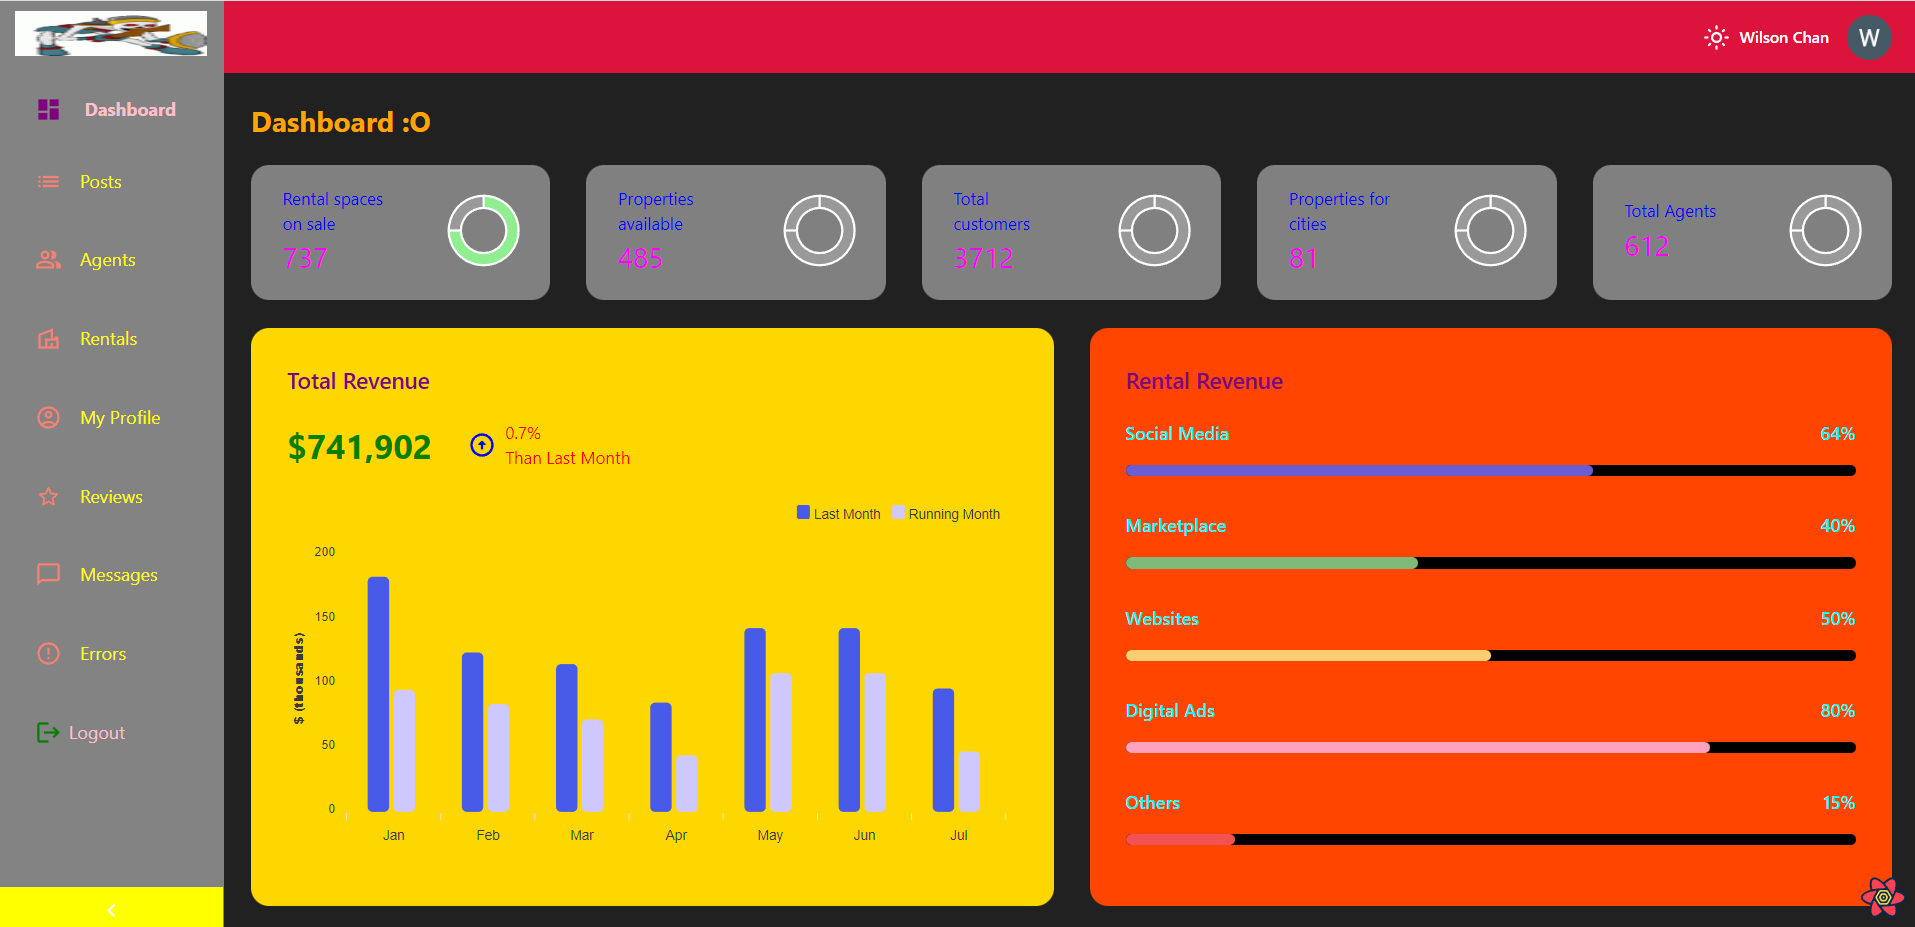 Wilson Chan
W
Dashboard
Posts
Agents
Rentals
My Profile
Reviews
Messages
Errors
Logout
Dashboard :O
Rental spaces
on sale
737
Properties
available
485
Total
customers
3712
Properties for
cities
81
Total Agents
612
Total Revenue
$741,902
0.7%
Than Last Month
Last Month
Running Month
$ (thousands)
200
150
100
50
0
Jan
Feb
Mar
Apr
May
Jun
Jul
Rental Revenue
Social Media
64%
Marketplace
40%
Websites
50%
Digital Ads
80%
Others
15%